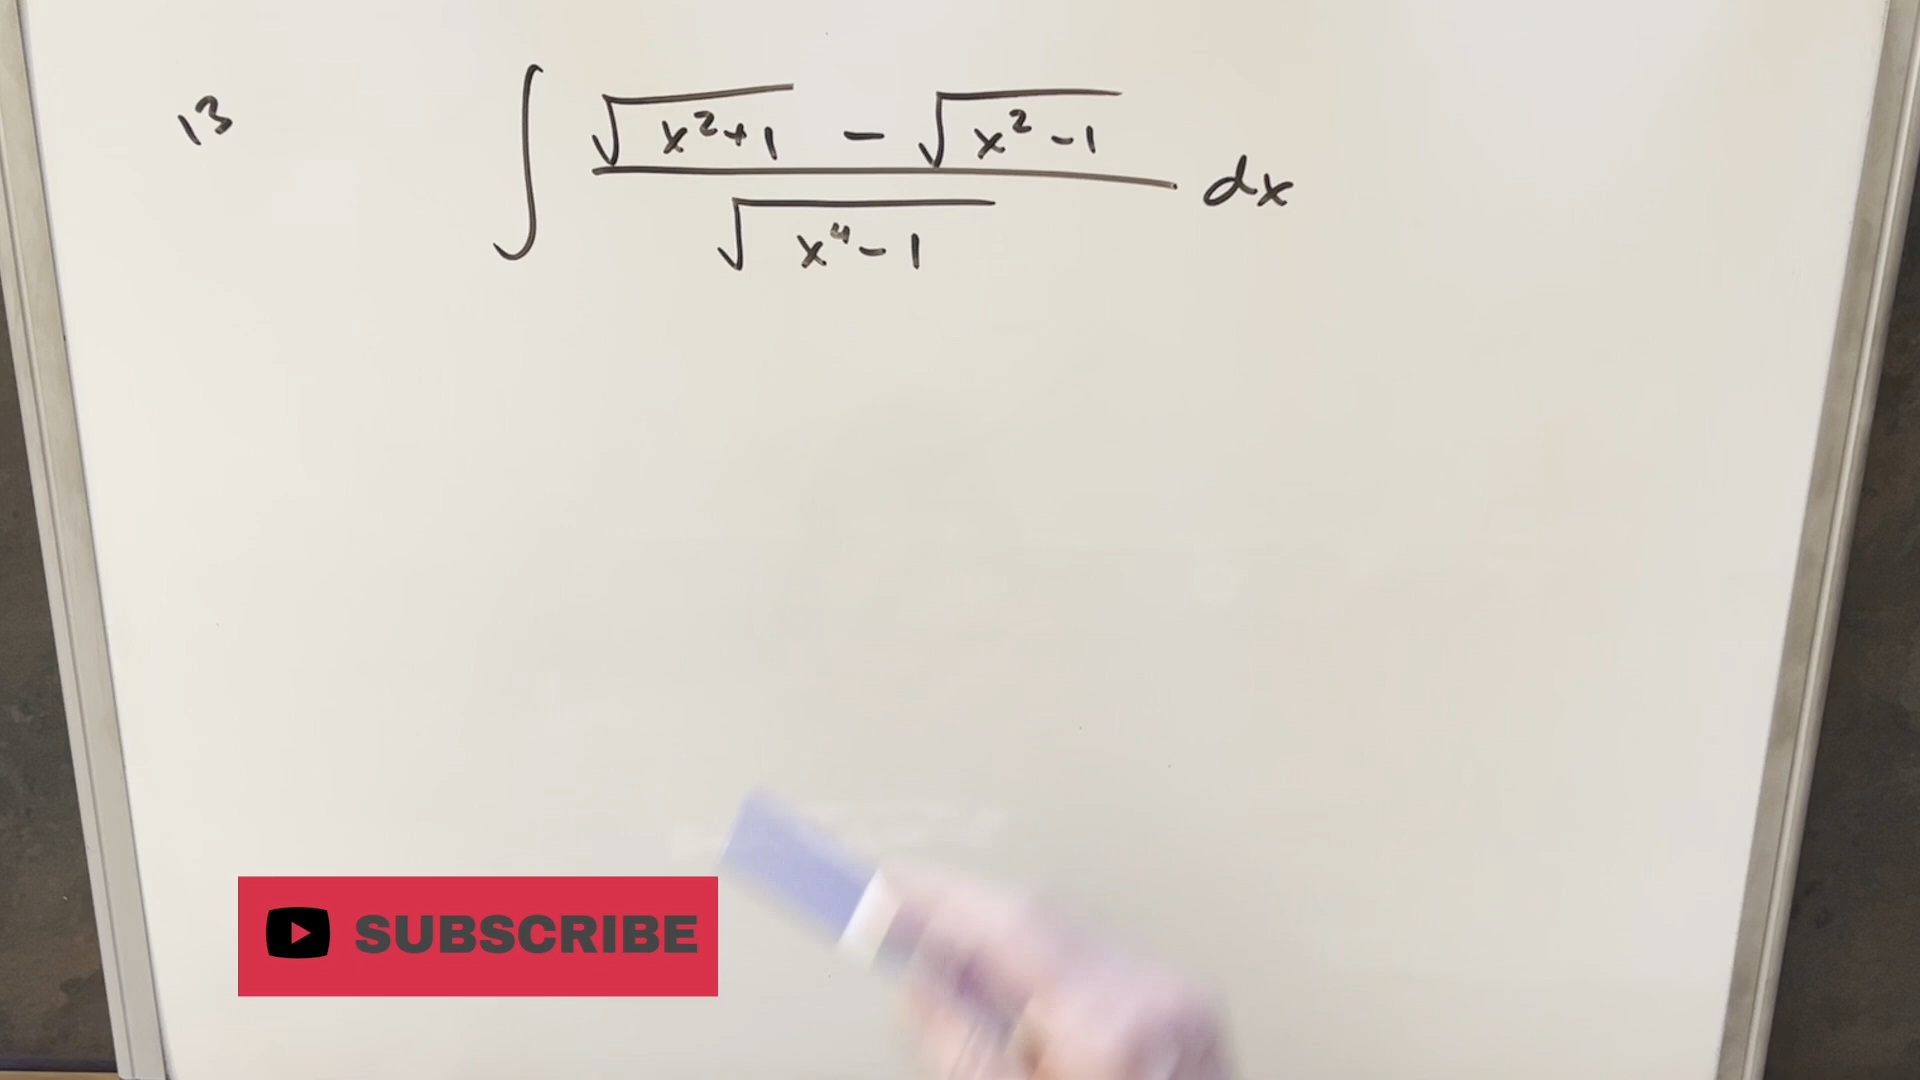 13
∫ (√(x²+1) - √(x²-1)) / √(x⁴-1) dx
SUBSCRIBE